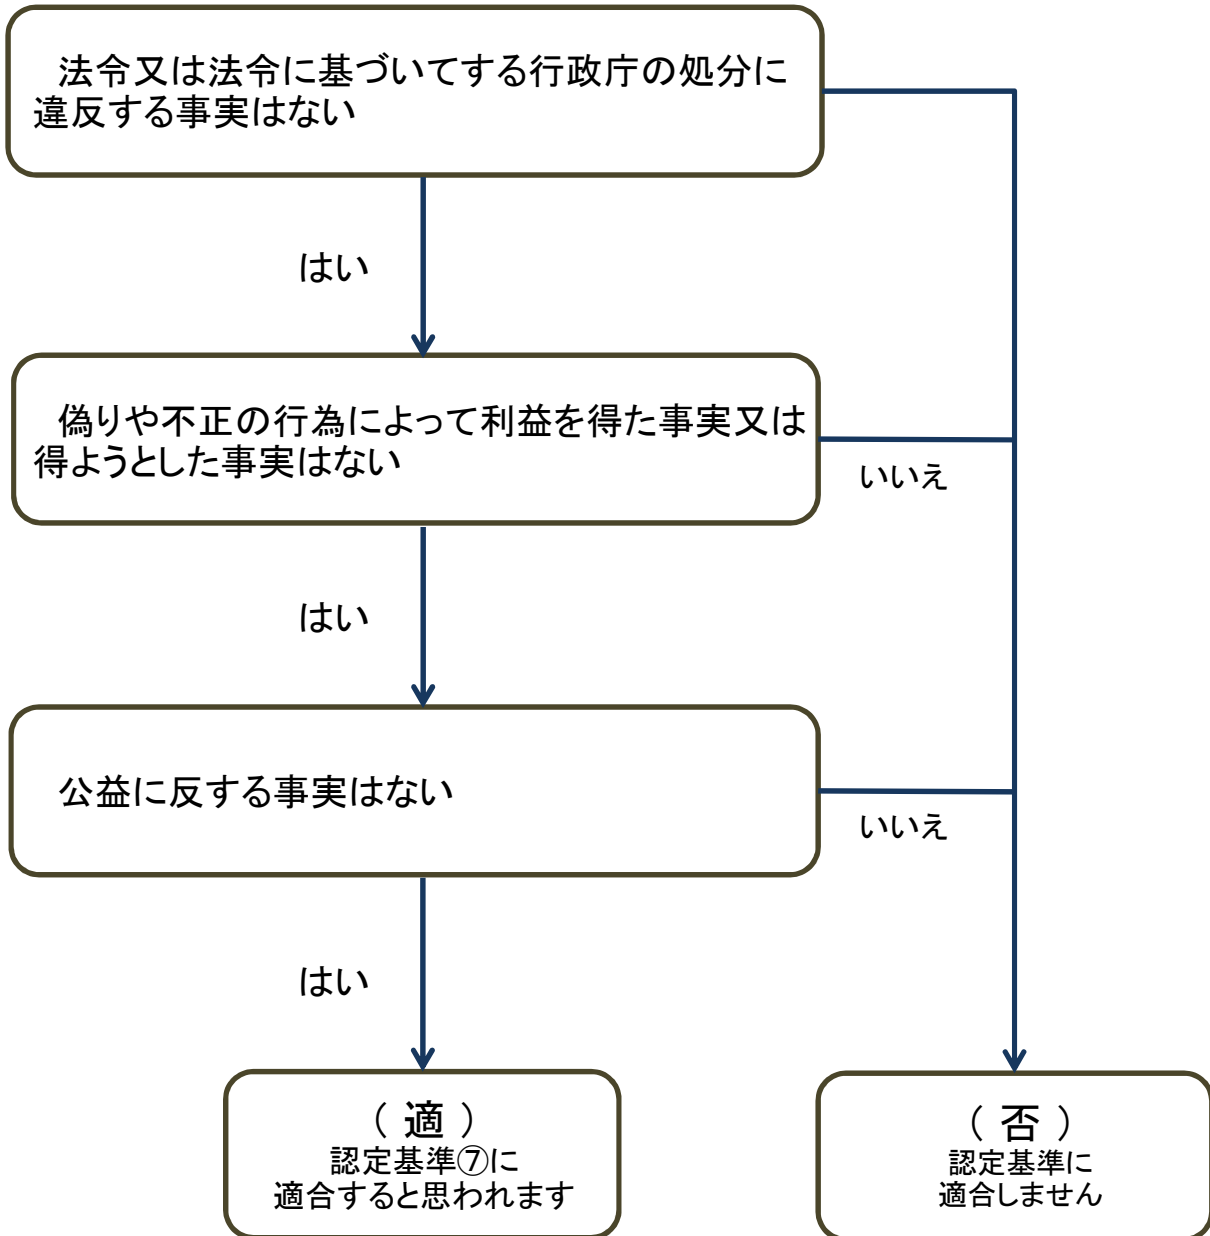 法令又は法令に基づいてする行政庁の処分に
違反する事実はない
はい
偽りや不正の行為によって利益を得た事実又は
得ようとした事実はない
いいえ
はい
公益に反する事実はない
いいえ
はい
（ 適 ）
認定基準⑦に
適合すると思われます
（ 否 ）
認定基準に
適合しません